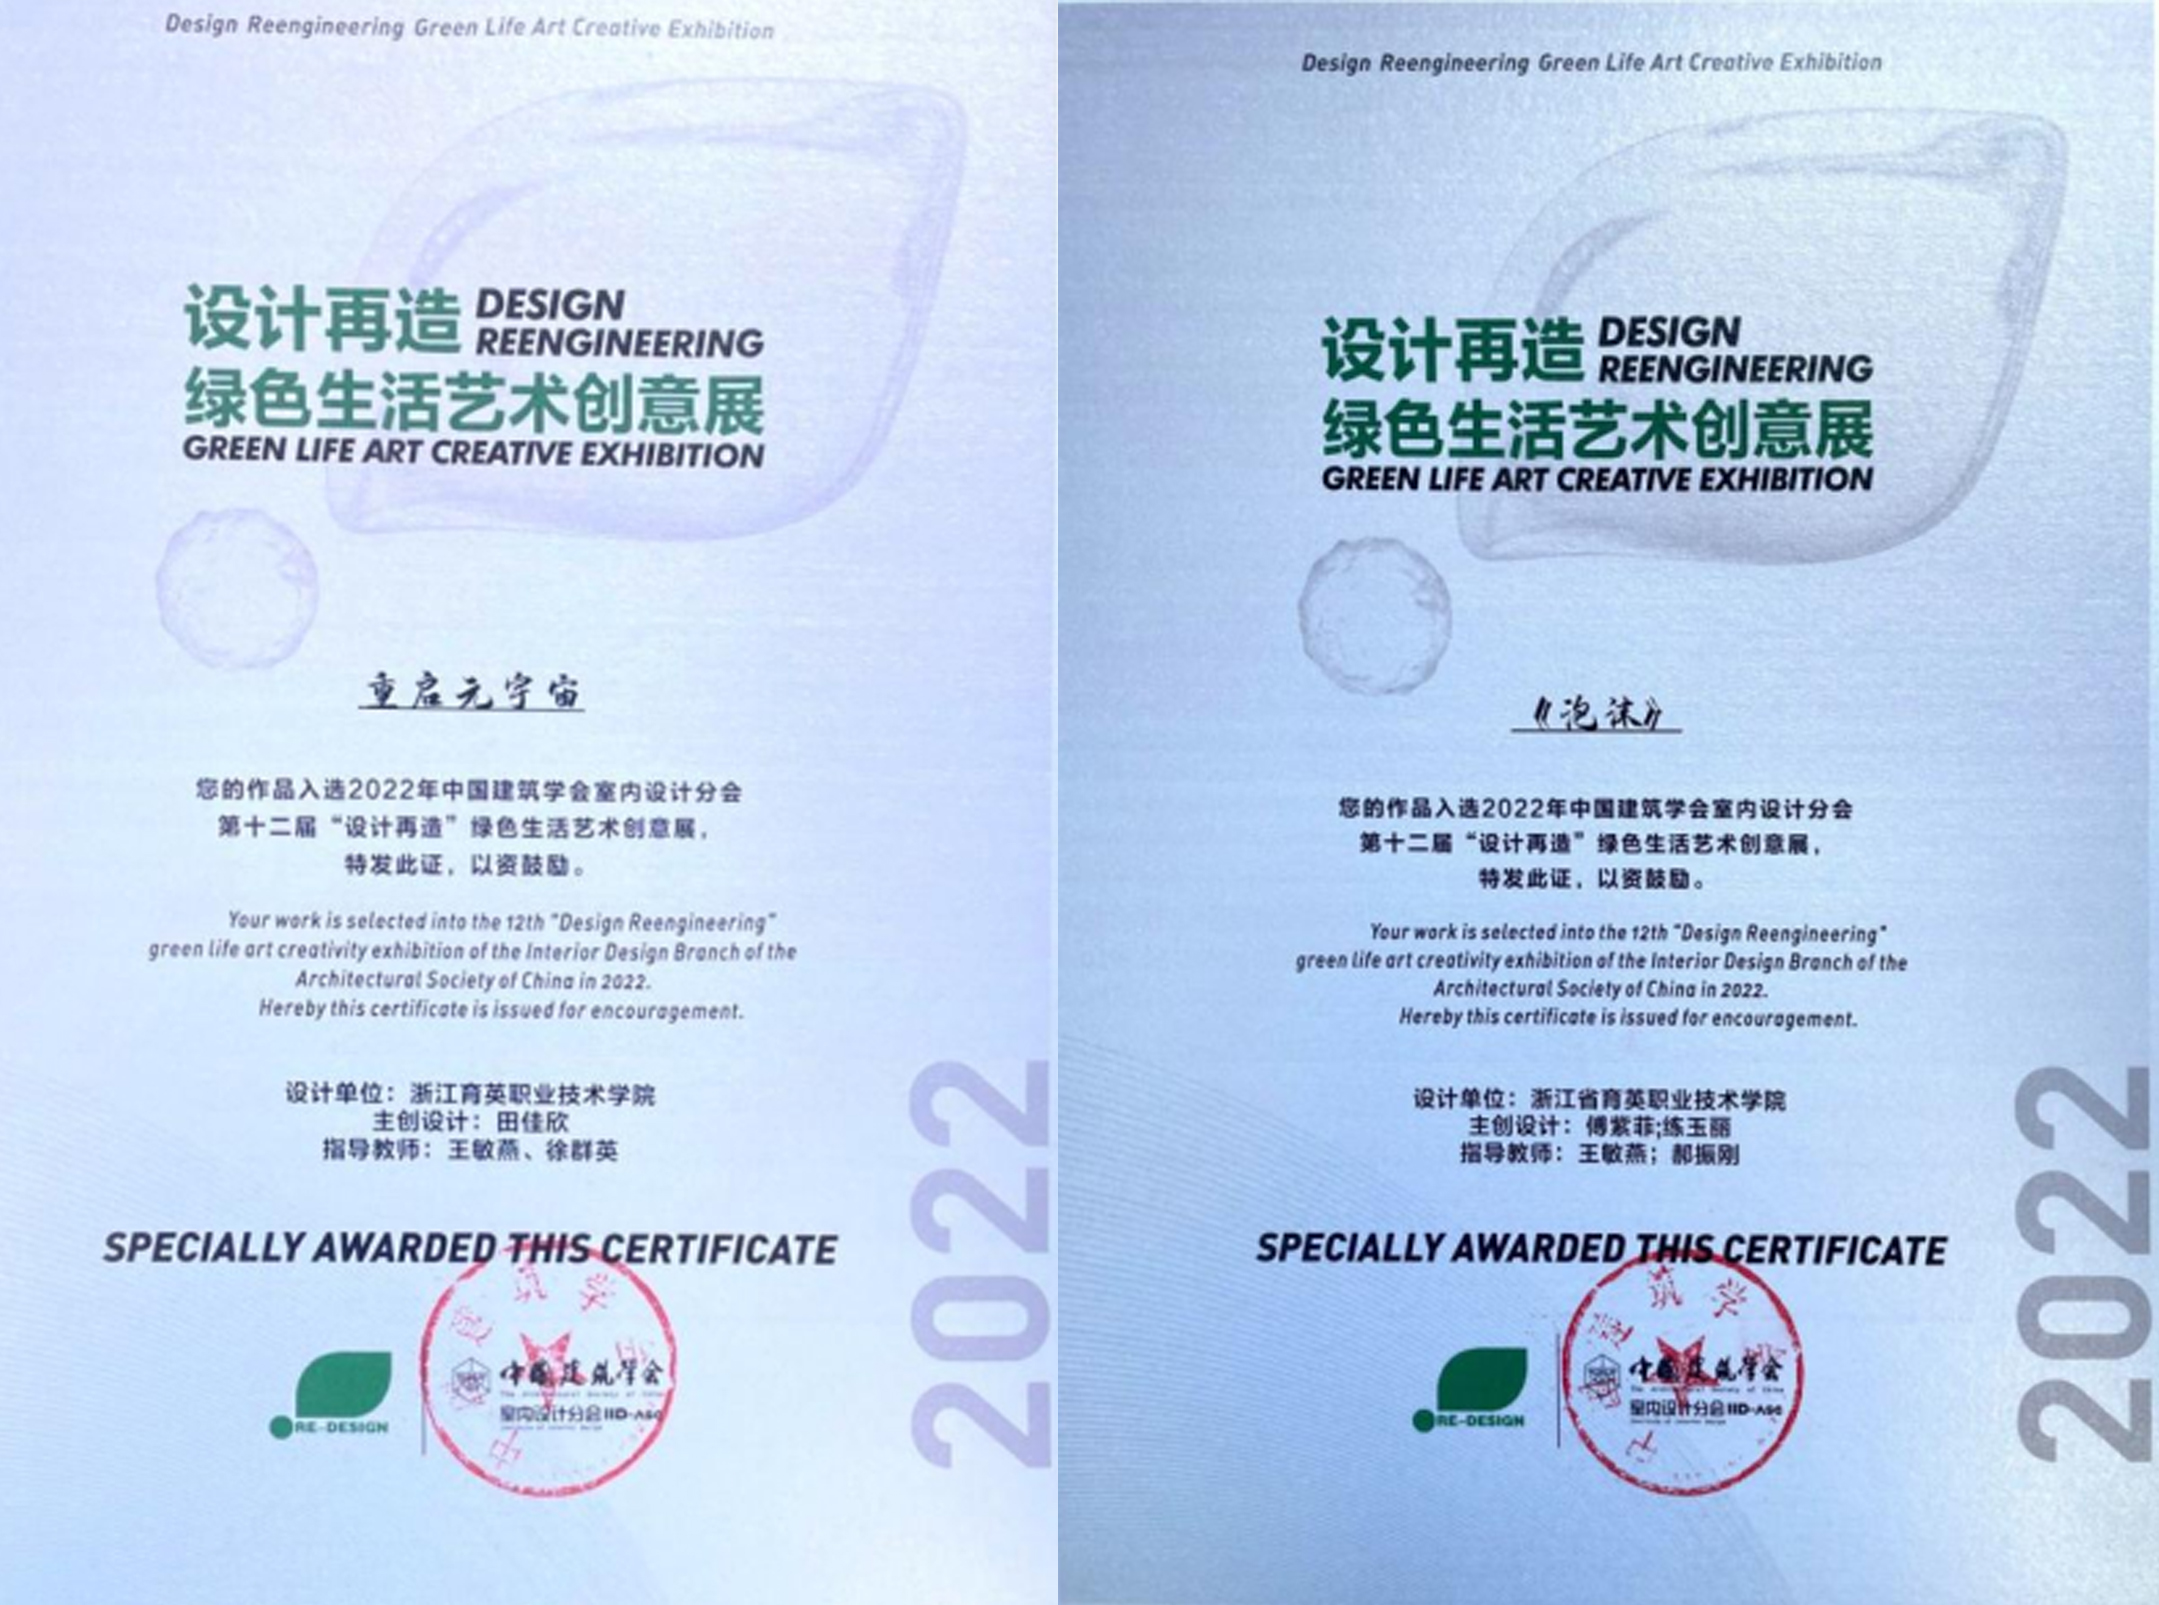 Design Reengineering Green Life Art Creative Exhibition
设计再造 DESIGN
REENGINEERING
绿色生活艺术创意展
GREEN LIFE ART CREATIVE EXHIBITION
重启元宇宙
您的作品入选2022年中国建筑学会室内设计分会
第十二届“设计再造”绿色生活艺术创意展，
特发此证，以资鼓励。
Your work is selected into the 12th "Design Reengineering"
green life art creativity exhibition of the Interior Design Branch of the
Architectural Society of China in 2022.
Hereby this certificate is issued for encouragement.
设计单位：浙江育英职业技术学院
主创设计：田佳欣
指导教师：王敏燕、徐群英
SPECIALLY AWARDED THIS CERTIFICATE
RE-DESIGN
中国建筑学会
The Architectural Society of China
室内设计分会 IID-ASC
2022
Design Reengineering Green Life Art Creative Exhibition
设计再造 DESIGN
REENGINEERING
绿色生活艺术创意展
GREEN LIFE ART CREATIVE EXHIBITION
《泡沫》
您的作品入选2022年中国建筑学会室内设计分会
第十二届“设计再造”绿色生活艺术创意展，
特发此证，以资鼓励。
Your work is selected into the 12th "Design Reengineering"
green life art creativity exhibition of the Interior Design Branch of the
Architectural Society of China in 2022.
Hereby this certificate is issued for encouragement.
设计单位：浙江省育英职业技术学院
主创设计：傅紫菲;练玉丽
指导教师：王敏燕；郝振刚
SPECIALLY AWARDED THIS CERTIFICATE
RE-DESIGN
中国建筑学会
The Architectural Society of China
室内设计分会 IID-ASC
2022